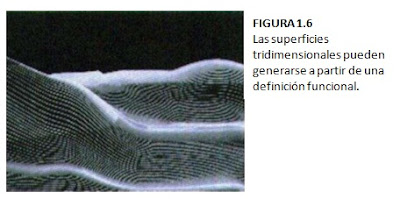 FIGURA 1.6
Las superficies
tridimensionales pueden
generarse a partir de una
definición funcional.